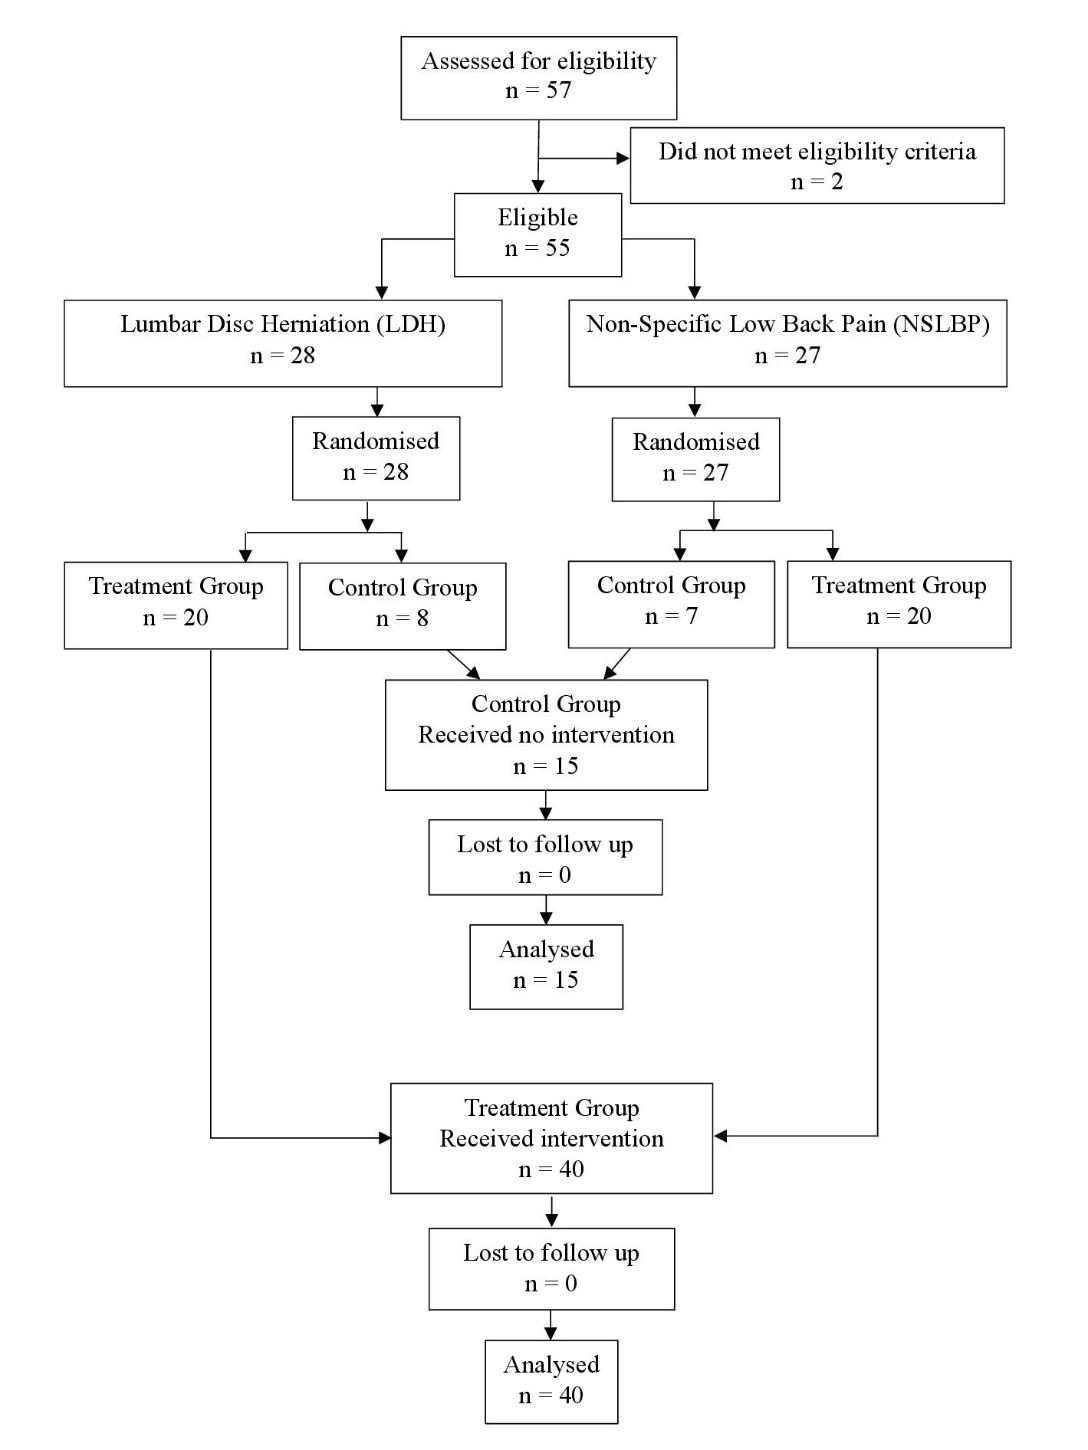 Assessed for eligibility
n = 57
Did not meet eligibility criteria
n = 2
Eligible
n = 55
Lumbar Disc Herniation (LDH)
n = 28
Non-Specific Low Back Pain (NSLBP)
n = 27
Randomised
n = 28
Randomised
n = 27
Treatment Group
n = 20
Control Group
n = 8
Control Group
n = 7
Treatment Group
n = 20
Control Group
Received no intervention
n = 15
Lost to follow up
n = 0
Analysed
n = 15
Treatment Group
Received intervention
n = 40
Lost to follow up
n = 0
Analysed
n = 40